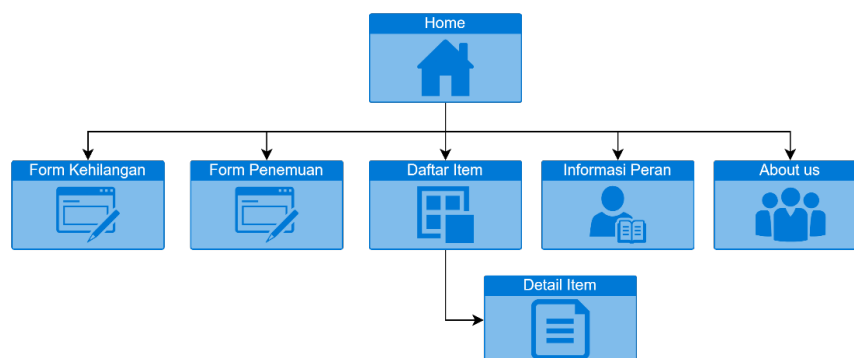 Home
Form Kehilangan
Form Penemuan
Daftar Item
Informasi Peran
About us
Detail Item